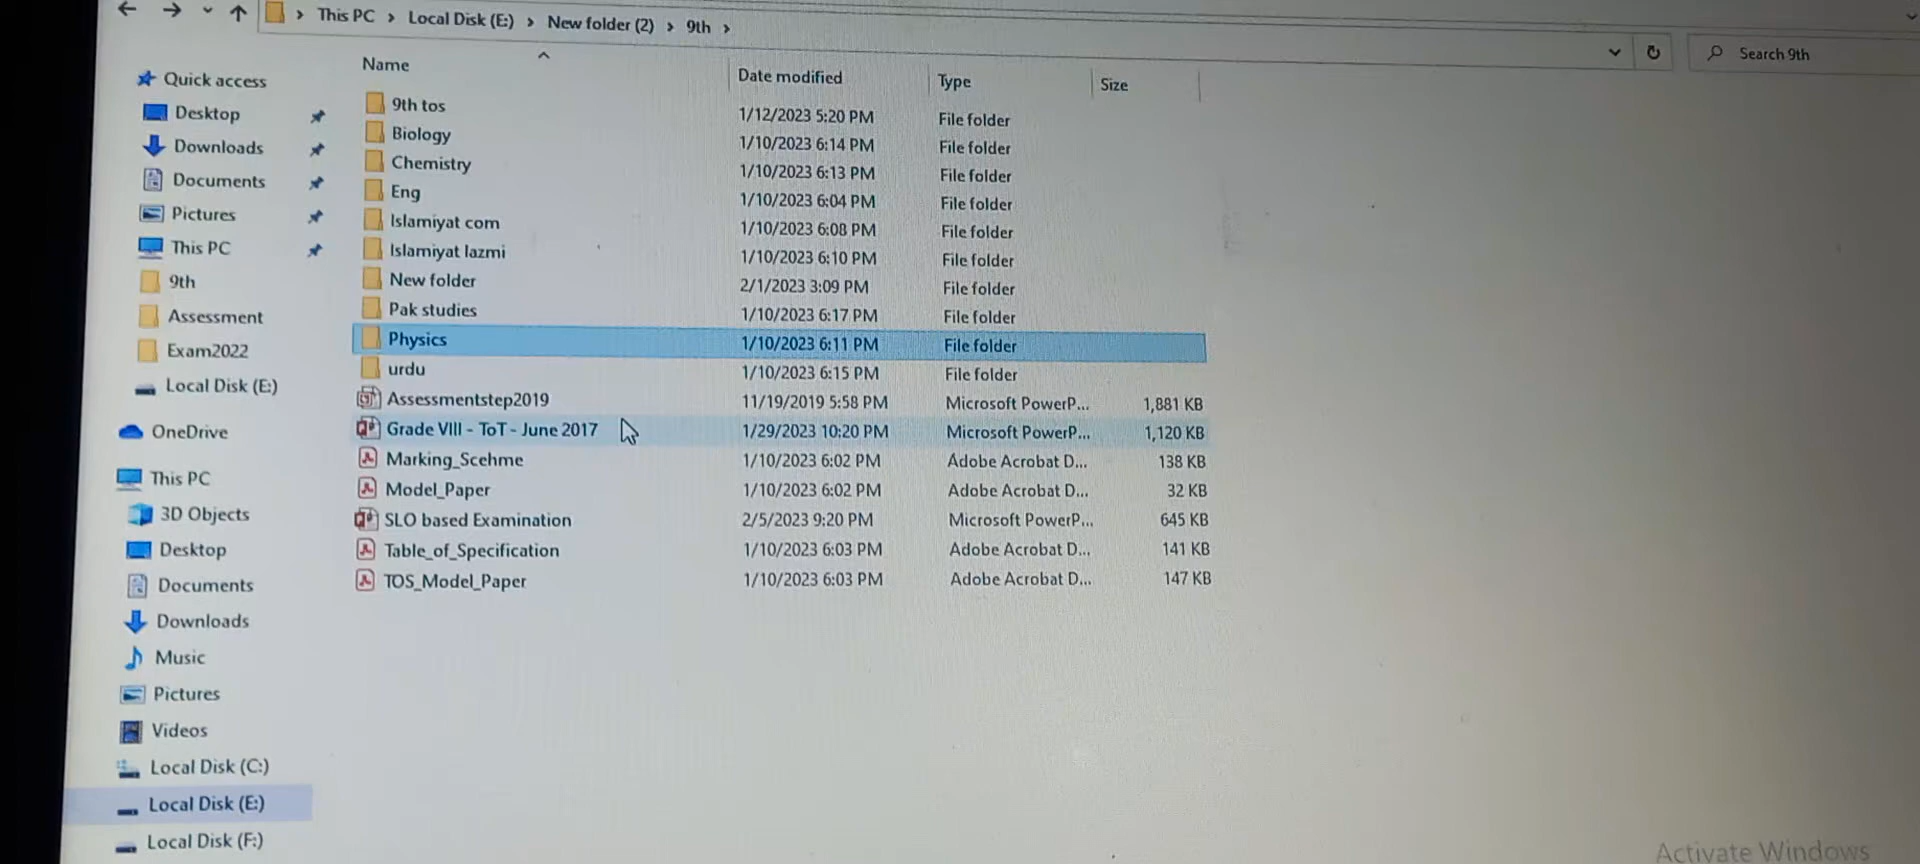 This PC > Local Disk (E:) > New folder (2) > 9th >
Search 9th
Name Date modified Type Size
Quick access
Desktop
Downloads
Documents
Pictures
This PC
9th
Assessment
Exam2022
Local Disk (E:)
OneDrive
This PC
3D Objects
Desktop
Documents
Downloads
Music
Pictures
Videos
Local Disk (C:)
Local Disk (E:)
Local Disk (F:)
9th tos 1/12/2023 5:20 PM File folder
Biology 1/10/2023 6:14 PM File folder
Chemistry 1/10/2023 6:13 PM File folder
Eng 1/10/2023 6:04 PM File folder
Islamiyat com 1/10/2023 6:08 PM File folder
Islamiyat lazmi 1/10/2023 6:10 PM File folder
New folder 2/1/2023 3:09 PM File folder
Pak studies 1/10/2023 6:17 PM File folder
Physics 1/10/2023 6:11 PM File folder
urdu 1/10/2023 6:15 PM File folder
Assessmentstep2019 11/19/2019 5:58 PM Microsoft PowerP... 1,881 KB
Grade VIII - ToT - June 2017 1/29/2023 10:20 PM Microsoft PowerP... 1,120 KB
Marking_Scehme 1/10/2023 6:02 PM Adobe Acrobat D... 138 KB
Model_Paper 1/10/2023 6:02 PM Adobe Acrobat D... 32 KB
SLO based Examination 2/5/2023 9:20 PM Microsoft PowerP... 645 KB
Table_of_Specification 1/10/2023 6:03 PM Adobe Acrobat D... 141 KB
TOS_Model_Paper 1/10/2023 6:03 PM Adobe Acrobat D... 147 KB
Activate Windows